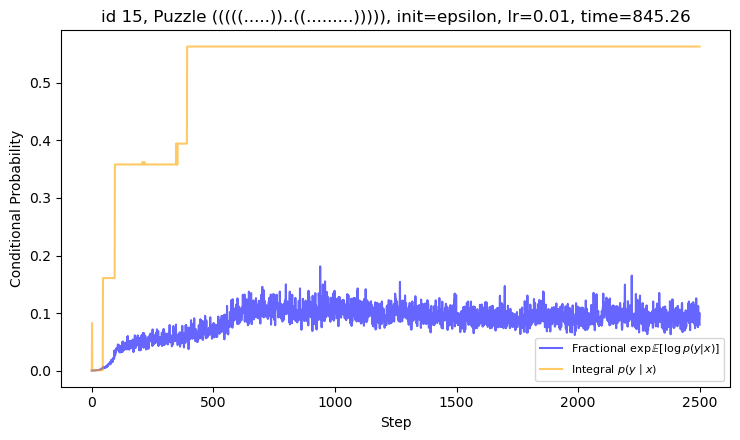 id 15, Puzzle (((((.....))..((.........))))), init=epsilon, lr=0.01, time=845.26
Conditional Probability
0.5
0.4
0.3
0.2
0.1
0.0
Fractional exp𝔼[log p(y|x)]
Integral p(y | x)
0 500 1000 1500 2000 2500
Step